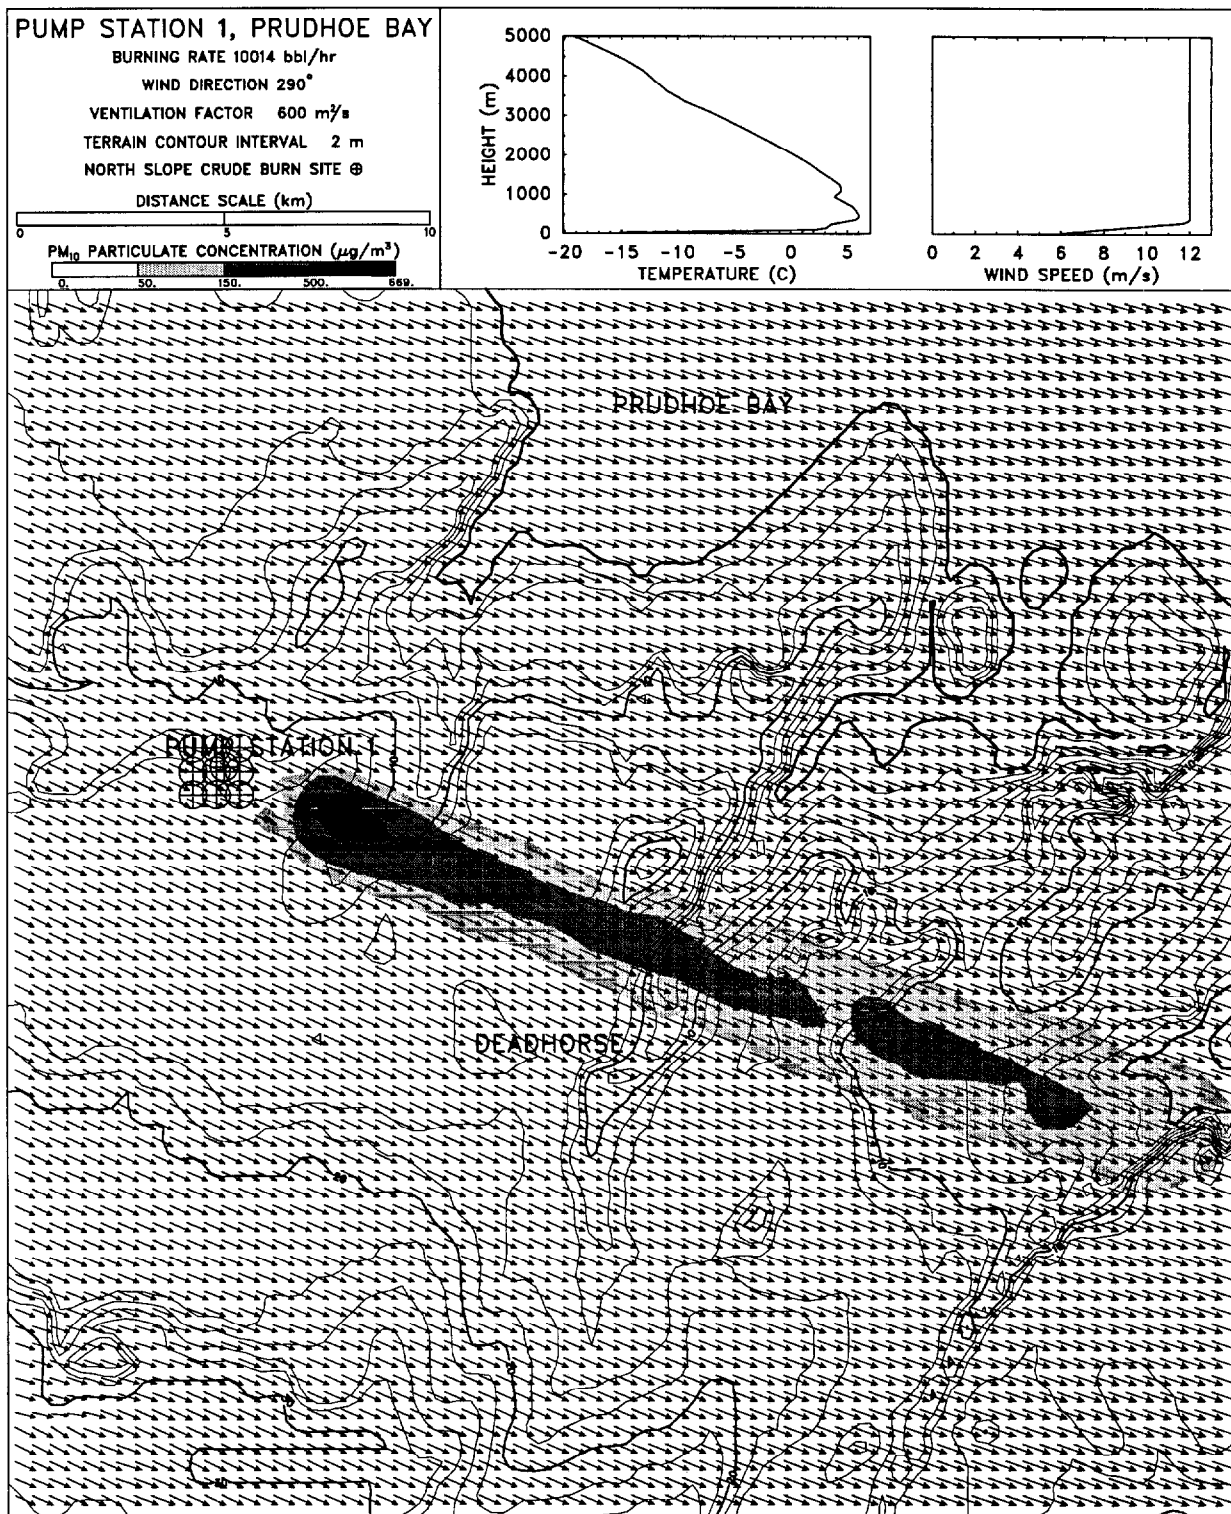 PUMP STATION 1, PRUDHOE BAY
BURNING RATE 10014 bbl/hr
WIND DIRECTION 290°
VENTILATION FACTOR 600 m²/s
TERRAIN CONTOUR INTERVAL 2 m
NORTH SLOPE CRUDE BURN SITE ⊕
DISTANCE SCALE (km)
0 5 10
PM₁₀ PARTICULATE CONCENTRATION (μg/m³)
0. 50. 150. 500. 669.
HEIGHT (m)
5000
4000
3000
2000
1000
0
-20 -15 -10 -5 0 5
TEMPERATURE (C)
0 2 4 6 8 10 12
WIND SPEED (m/s)
PRUDHOE BAY
PUMP STATION 1
DEADHORSE